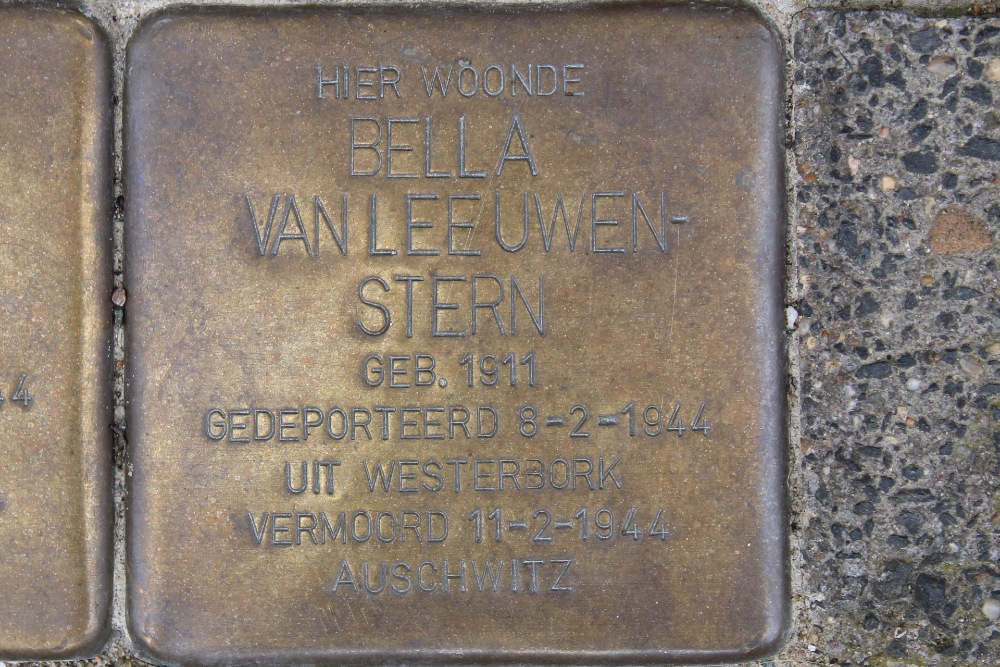 HIER WOONDE
BELLA
VAN LEEUWEN-
STERN
GEB. 1911
GEDEPORTEERD 8-2-1944
UIT WESTERBORK
VERMOORD 11-2-1944
AUSCHWITZ
44